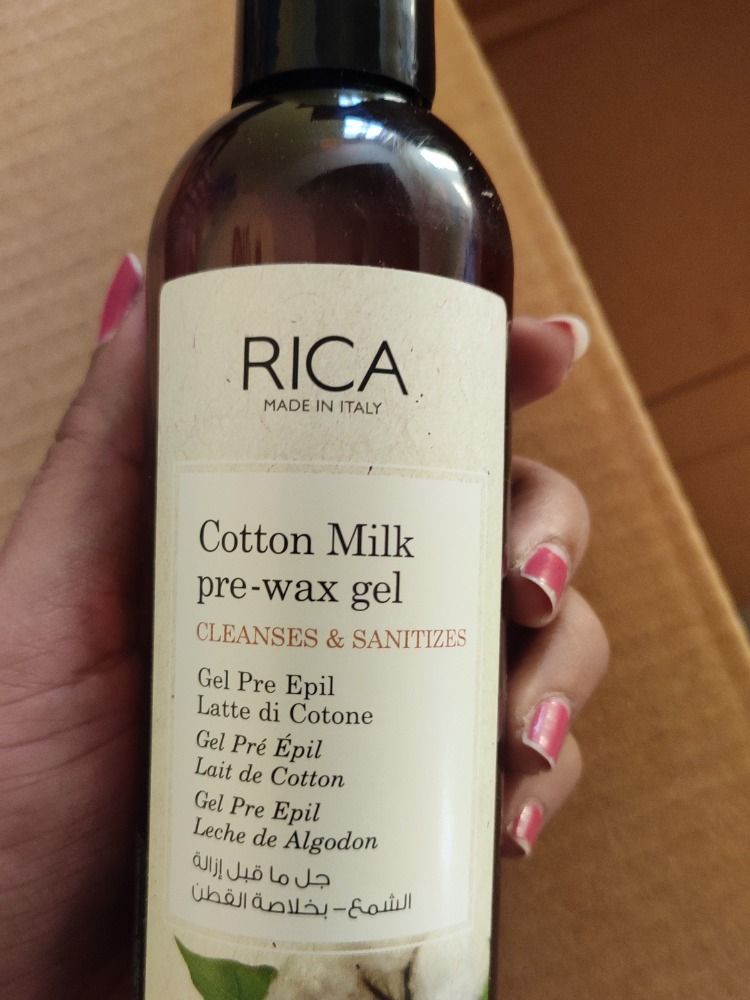 RICA
MADE IN ITALY
Cotton Milk
pre-wax gel
CLEANSES & SANITIZES
Gel Pre Epil
Latte di Cotone
Gel Pré Épil
Lait de Cotton
Gel Pre Epil
Leche de Algodon
جل ما قبل إزالة
الشمع – بخلاصة القطن